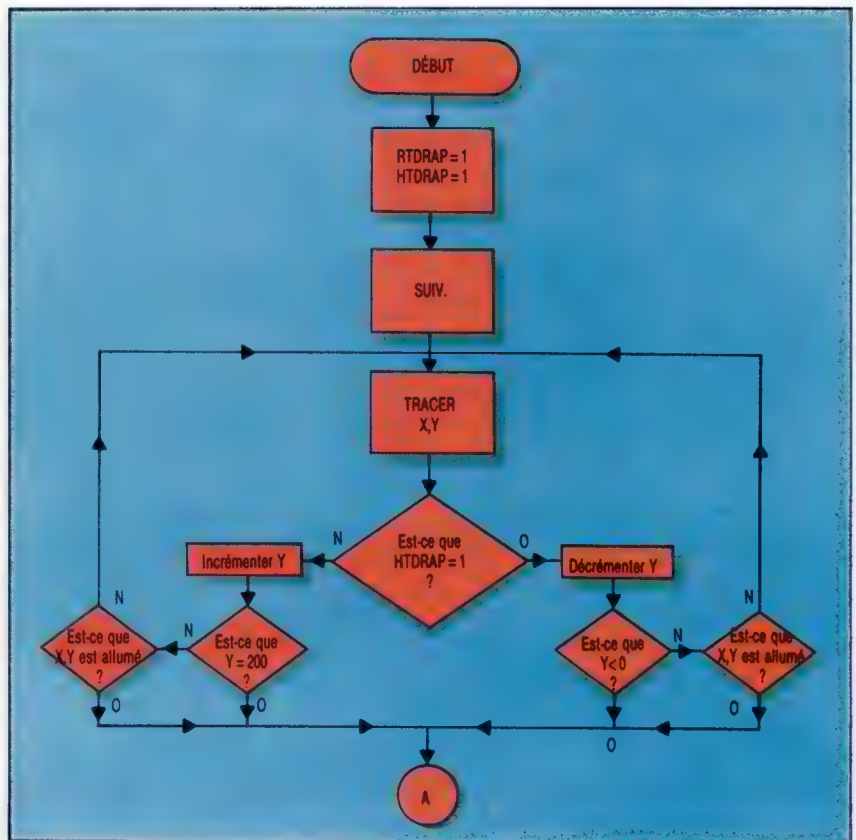 DÉBUT
RTDRAP = 1
HTDRAP = 1
SUIV.
TRACER
X,Y
Est-ce que
HTDRAP = 1
?
N
O
Incrémenter Y
Décrémenter Y
Est-ce que
X,Y est allumé
?
N
O
Est-ce que
Y = 200
?
N
O
Est-ce que
Y < 0
?
N
O
Est-ce que
X,Y est allumé
?
N
O
A